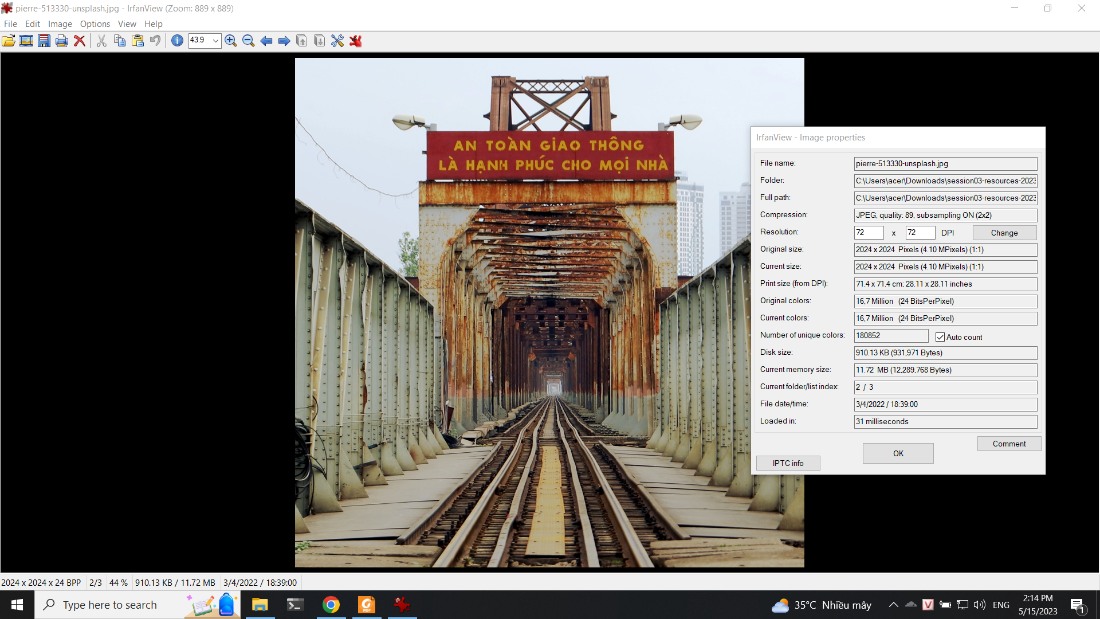 pierre-513330-unsplash.jpg - IrfanView (Zoom: 889 x 889)
File Edit Image Options View Help
43.9
AN TOÀN GIAO THÔNG
LÀ HẠNH PHÚC CHO MỌI NHÀ
IrfanView - Image properties
File name: pierre-513330-unsplash.jpg
Folder: C:\Users\acer\Downloads\session03-resources-2023
Full path: C:\Users\acer\Downloads\session03-resources-2023
Compression: JPEG, quality: 89, subsampling ON (2x2)
Resolution: 72 x 72 DPI Change
Original size: 2024 x 2024 Pixels (4.10 MPixels) (1:1)
Current size: 2024 x 2024 Pixels (4.10 MPixels) (1:1)
Print size (from DPI): 71.4 x 71.4 cm; 28.11 x 28.11 inches
Original colors: 16,7 Million (24 BitsPerPixel)
Current colors: 16,7 Million (24 BitsPerPixel)
Number of unique colors: 180852 Auto count
Disk size: 910.13 KB (931,971 Bytes)
Current memory size: 11.72 MB (12,289,768 Bytes)
Current folder/list index: 2 / 3
File date/time: 3/4/2022 / 18:39:00
Loaded in: 31 milliseconds
Comment
OK
IPTC info
2024 x 2024 x 24 BPP 2/3 44 % 910.13 KB / 11.72 MB 3/4/2022 / 18:39:00
Type here to search
35°C Nhiều mây
ENG
2:14 PM
5/15/2023
1